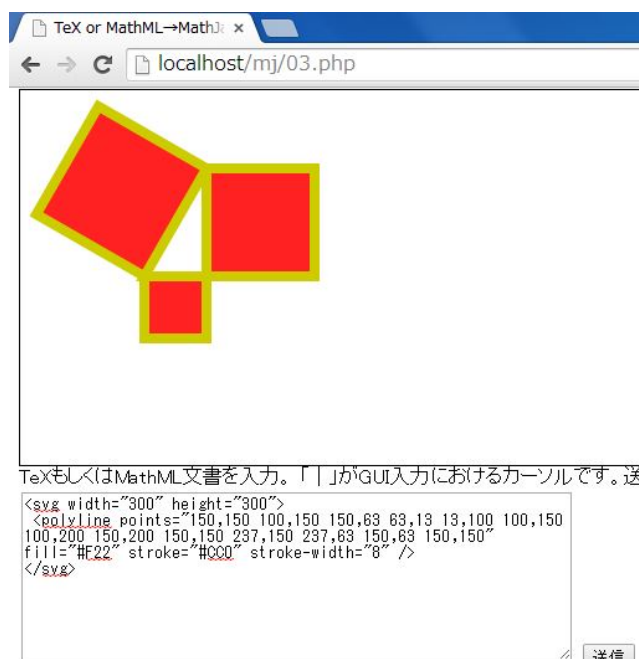 TeX or MathML→MathJa
localhost/mj/03.php
TeXもしくはMathML文書を入力。「｜」がGUI入力におけるカーソルです。送
<svg width="300" height="300">
<polyline points="150,150 100,150 150,63 63,13 13,100 100,150
100,200 150,200 150,150 237,150 237,63 150,63 150,150"
fill="#F22" stroke="#CC0" stroke-width="8" />
</svg>
送信